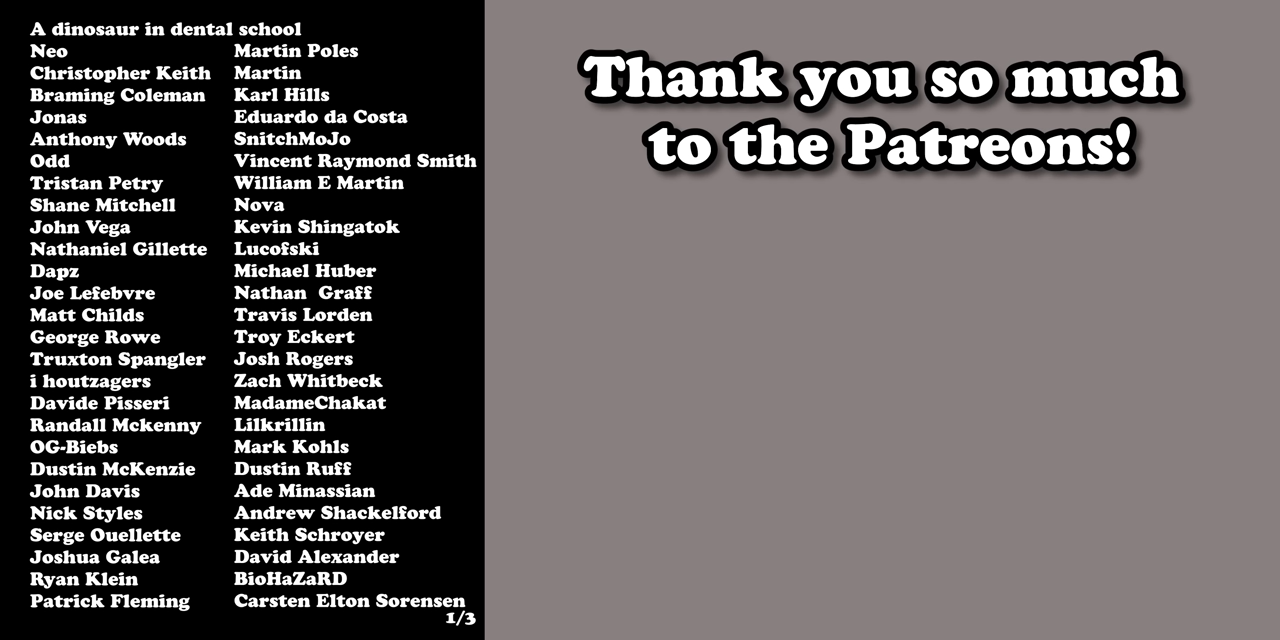 A dinosaur in dental school
Neo
Christopher Keith
Braming Coleman
Jonas
Anthony Woods
Odd
Tristan Petry
Shane Mitchell
John Vega
Nathaniel Gillette
Dapz
Joe Lefebvre
Matt Childs
George Rowe
Truxton Spangler
i houtzagers
Davide Pisseri
Randall Mckenny
OG-Biebs
Dustin McKenzie
John Davis
Nick Styles
Serge Ouellette
Joshua Galea
Ryan Klein
Patrick Fleming
Martin Poles
Martin
Karl Hills
Eduardo da Costa
SnitchMoJo
Vincent Raymond Smith
William E Martin
Nova
Kevin Shingatok
Lucofski
Michael Huber
Nathan  Graff
Travis Lorden
Troy Eckert
Josh Rogers
Zach Whitbeck
MadameChakat
Lilkrillin
Mark Kohls
Dustin Ruff
Ade Minassian
Andrew Shackelford
Keith Schroyer
David Alexander
BioHaZaRD
Carsten Elton Sorensen
1/3
Thank you so much
to the Patreons!